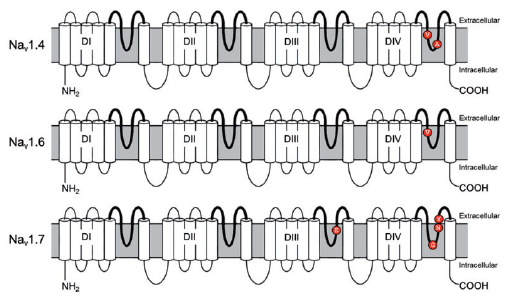 Extracellular
Naᵥ1.4 DI DII DIII DIV
Intracellular
NH₂ COOH
Extracellular
Naᵥ1.6 DI DII DIII DIV
Intracellular
NH₂ COOH
Extracellular
Naᵥ1.7 DI DII DIII DIV
Intracellular
NH₂ COOH